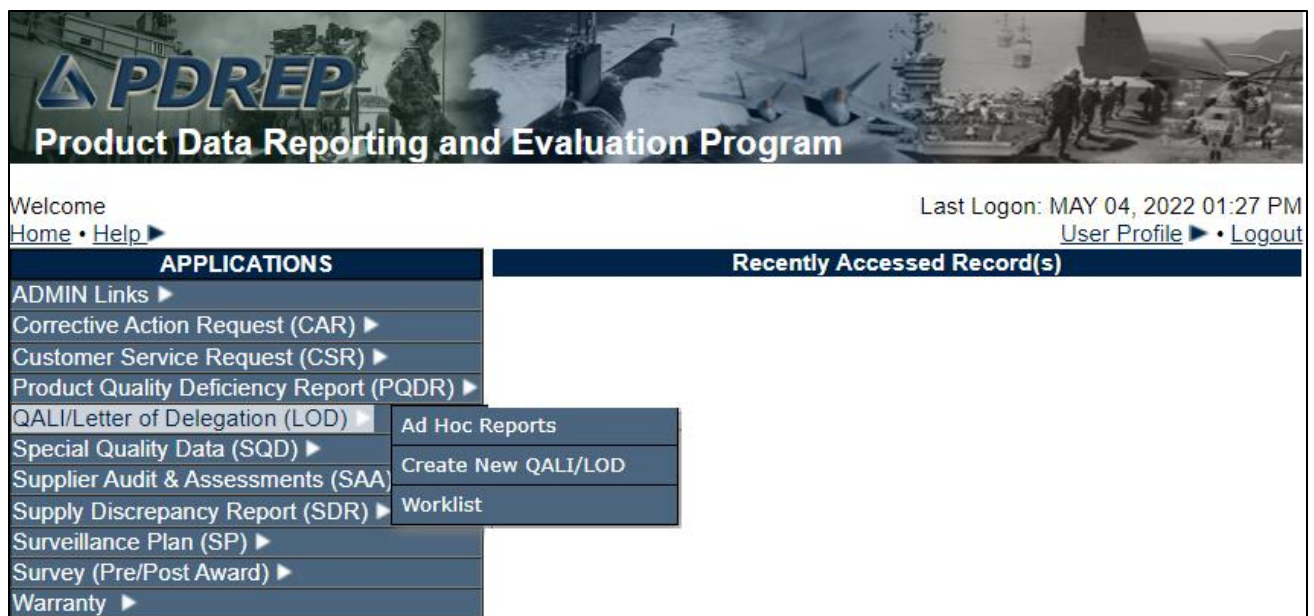 PDREP
Product Data Reporting and Evaluation Program
Welcome
Last Logon: MAY 04, 2022 01:27 PM
Home • Help
User Profile • Logout
APPLICATIONS
Recently Accessed Record(s)
ADMIN Links
Corrective Action Request (CAR)
Customer Service Request (CSR)
Product Quality Deficiency Report (PQDR)
QALI/Letter of Delegation (LOD)
Ad Hoc Reports
Create New QALI/LOD
Worklist
Special Quality Data (SQD)
Supplier Audit & Assessments (SAA)
Supply Discrepancy Report (SDR)
Surveillance Plan (SP)
Survey (Pre/Post Award)
Warranty